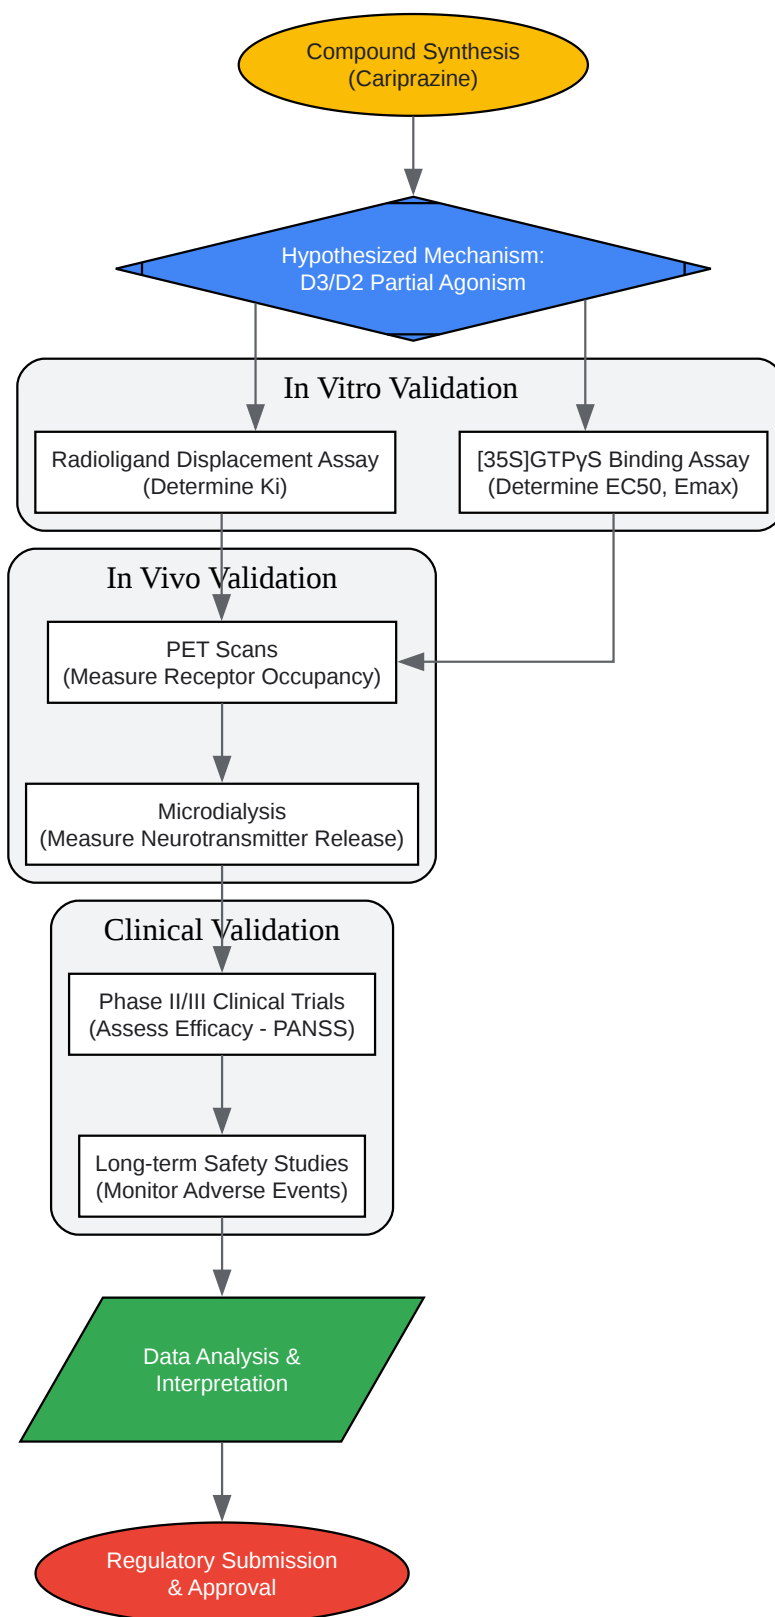 Compound Synthesis
(Cariprazine)
Hypothesized Mechanism:
D3/D2 Partial Agonism
In Vitro Validation
Radioligand Displacement Assay
(Determine Ki)
[35S]GTPγS Binding Assay
(Determine EC50, Emax)
In Vivo Validation
PET Scans
(Measure Receptor Occupancy)
Microdialysis
(Measure Neurotransmitter Release)
Clinical Validation
Phase II/III Clinical Trials
(Assess Efficacy - PANSS)
Long-term Safety Studies
(Monitor Adverse Events)
Data Analysis &
Interpretation
Regulatory Submission
& Approval